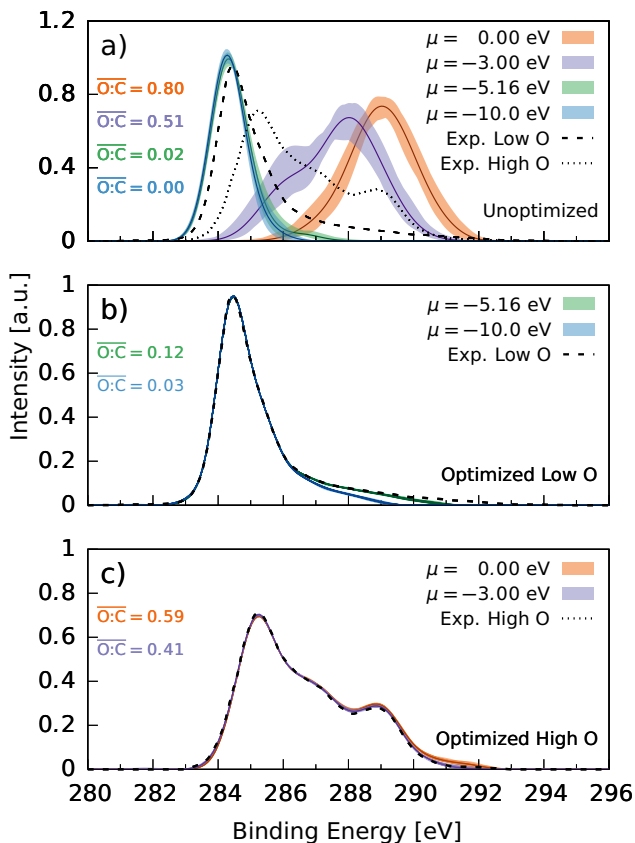 1.2
0.8
0.4
0
a)
O:C = 0.80
O:C = 0.51
O:C = 0.02
O:C = 0.00
μ = 0.00 eV
μ = −3.00 eV
μ = −5.16 eV
μ = −10.0 eV
Exp. Low O
Exp. High O
Unoptimized
Intensity [a.u.]
1
0.8
0.6
0.4
0.2
0
b)
O:C = 0.12
O:C = 0.03
μ = −5.16 eV
μ = −10.0 eV
Exp. Low O
Optimized Low O
1
0.8
0.6
0.4
0.2
0
c)
O:C = 0.59
O:C = 0.41
μ = 0.00 eV
μ = −3.00 eV
Exp. High O
Optimized High O
280 282 284 286 288 290 292 294 296
Binding Energy [eV]